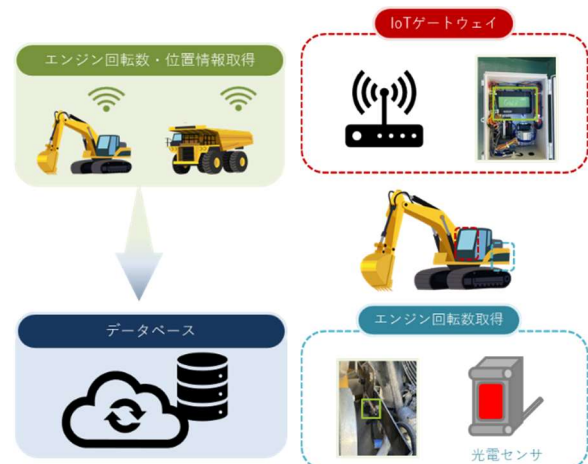 エンジン回転数・位置情報取得
IoTゲートウェイ
データベース
エンジン回転数取得
光電センサ